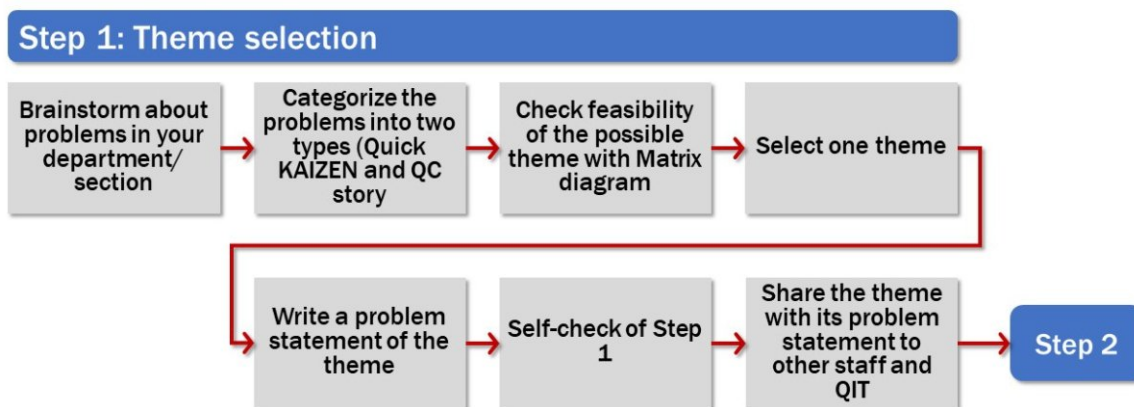 Step 1: Theme selection
Brainstorm about
problems in your
department/
section
Categorize the
problems into two
types (Quick
KAIZEN and QC
story
Check feasibility
of the possible
theme with Matrix
diagram
Select one theme
Write a problem
statement of the
theme
Self-check of Step
1
Share the theme
with its problem
statement to
other staff and
QIT
Step 2